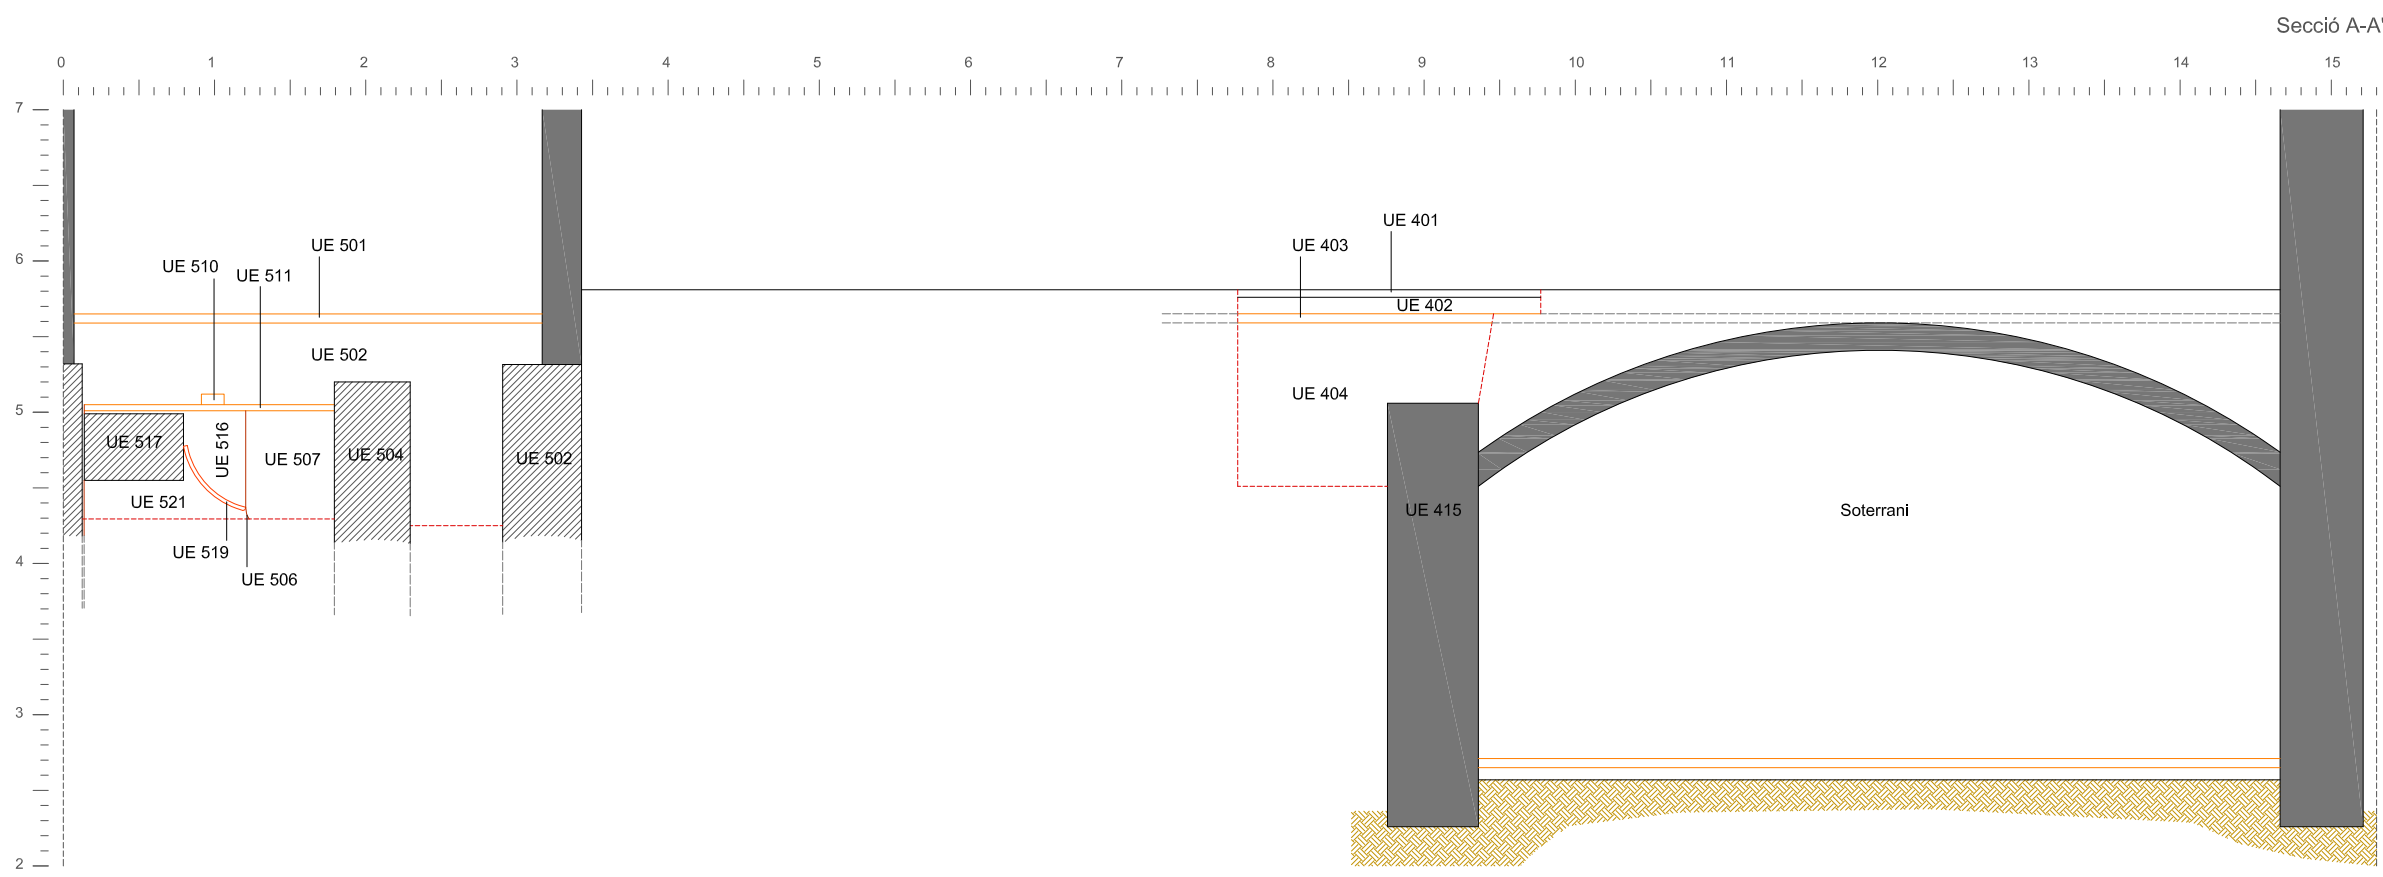 Secció A-A'
0 1 2 3 4 5 6 7 8 9 10 11 12 13 14 15
7
UE 401
UE 501
UE 403
6
UE 510
UE 511
UE 402
UE 502
UE 404
5
UE 517
UE 516
UE 507
UE 504
UE 502
UE 521
UE 415
Soterrani
UE 519
4
UE 506
3
2